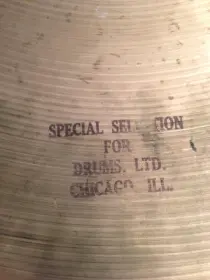 SPECIAL SELECTION
FOR
DRUMS, LTD.
CHICAGO, ILL.